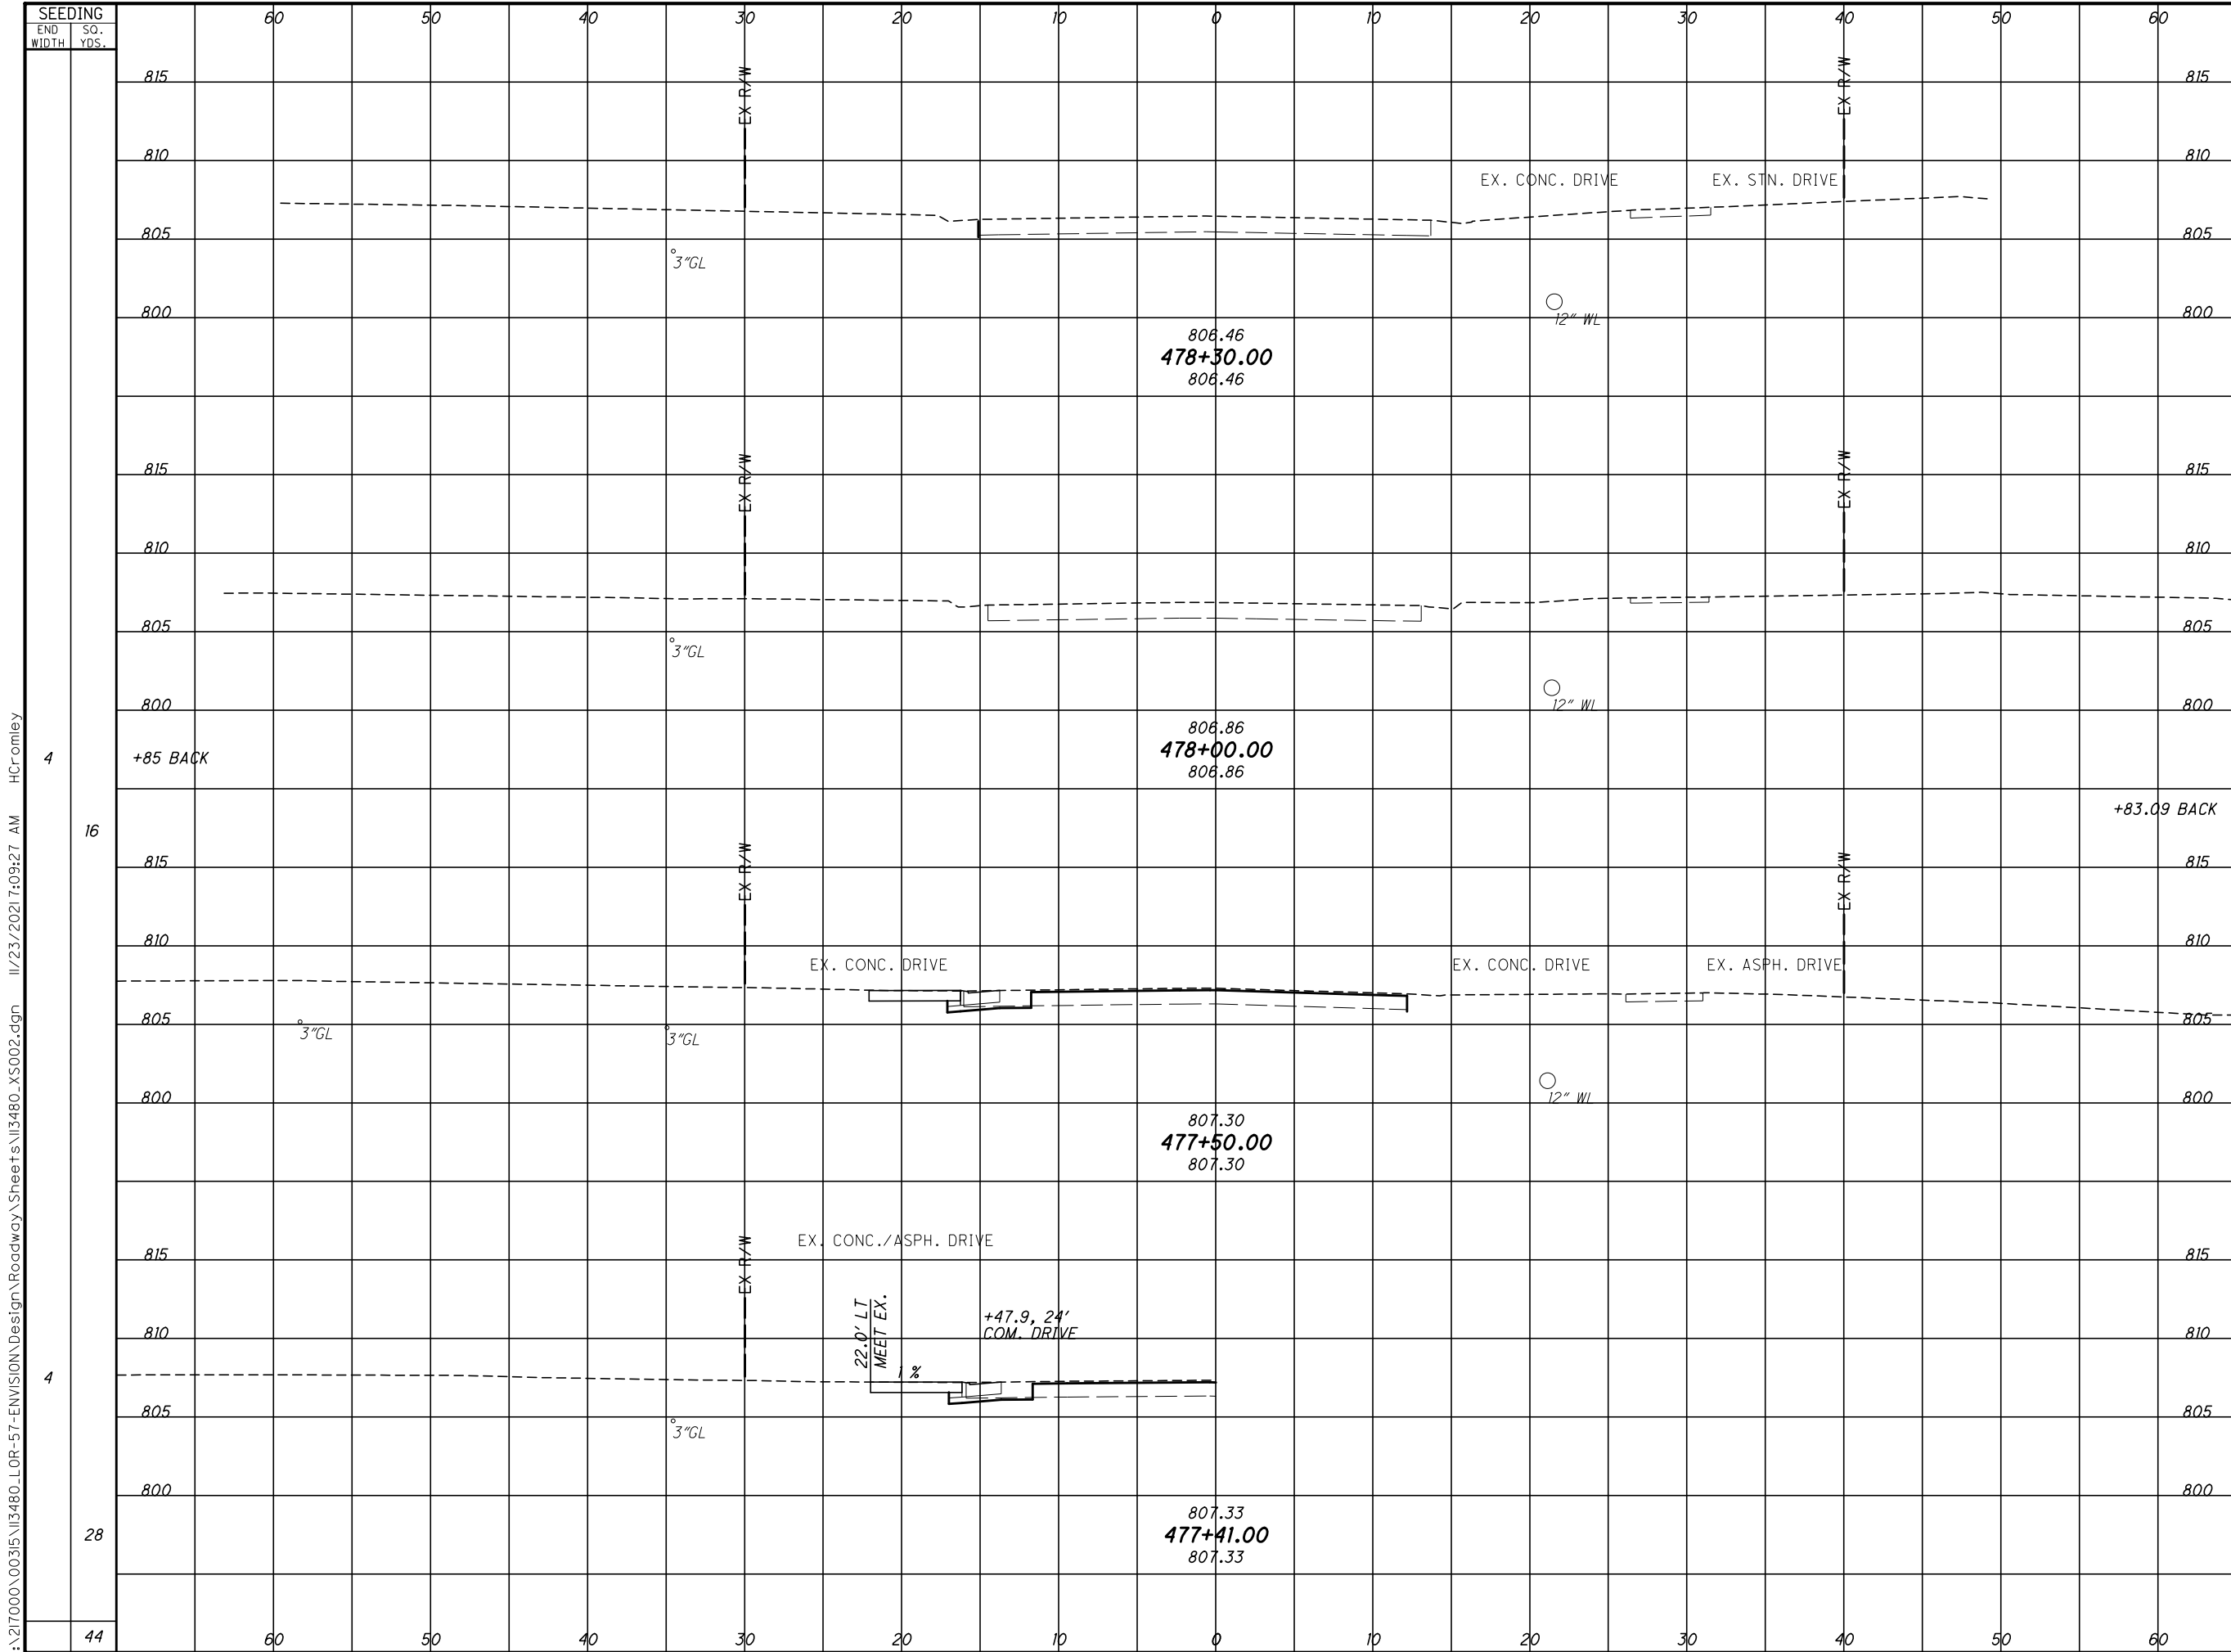 SEEDING
END WIDTH
SQ. YDS.
60 50 40 30 20 10 0 10 20 30 40 50 60
EX R/W
EX R/W
815 815
810 810
EX. CONC. DRIVE
EX. STN. DRIVE
805 805
3"GL
12" WL
800 800
806.46
478+30.00
806.46
EX R/W
EX R/W
815 815
810 810
805 805
3"GL
12" WL
800 800
806.86
478+00.00
806.86
4
+85 BACK
+83.09 BACK
16
EX R/W
EX R/W
815 815
810 810
EX. CONC. DRIVE
EX. CONC. DRIVE
EX. ASPH. DRIVE
805 805
3"GL
3"GL
12" WL
800 800
807.30
477+50.00
807.30
EX R/W
EX. CONC./ASPH. DRIVE
815 815
22.0' LT
MEET EX.
+47.9, 24'
COM. DRIVE
810 810
1 %
4
805 805
3"GL
800 800
807.33
477+41.00
807.33
28
44
60 50 40 30 20 10 0 10 20 30 40 50 60
:\217000\00315\113480_LOR-57-ENVISION\Design\Roadway\Sheets\113480_XS002.dgn 11/23/2021 7:09:27 AM HCromley